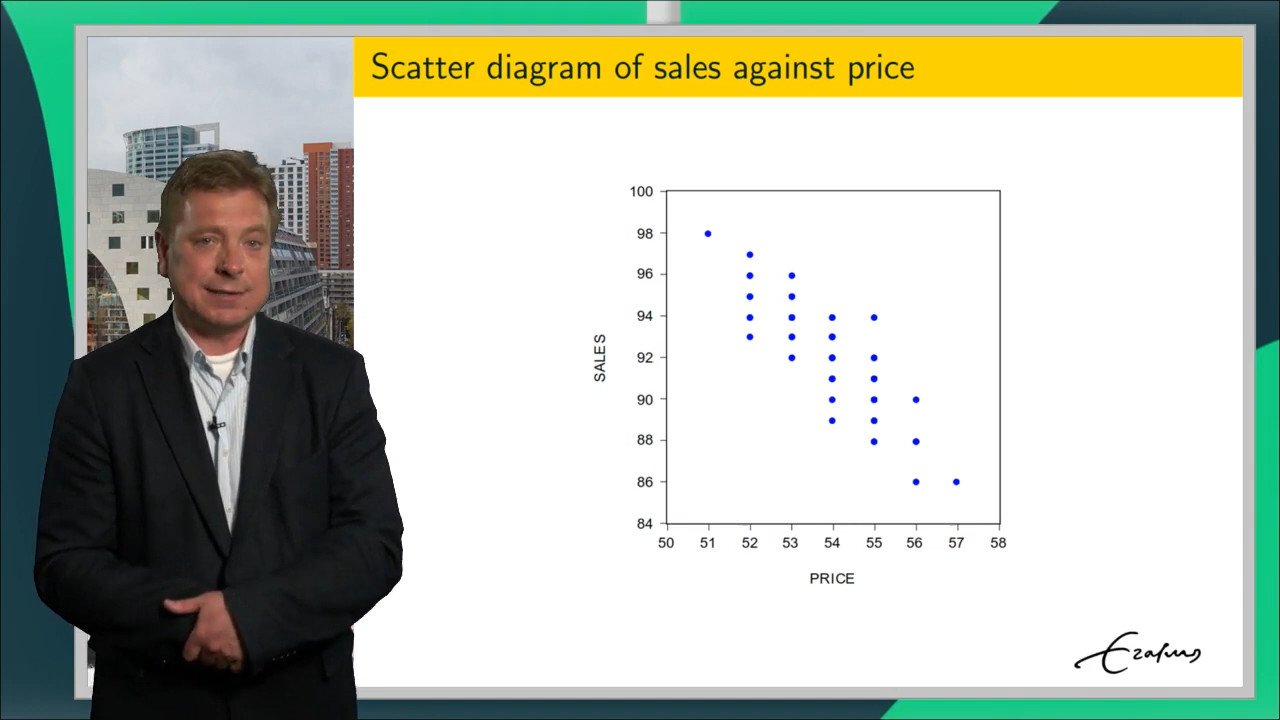 Scatter diagram of sales against price
100
98
96
94
92
90
88
86
84
SALES
50 51 52 53 54 55 56 57 58
PRICE
Erasmus